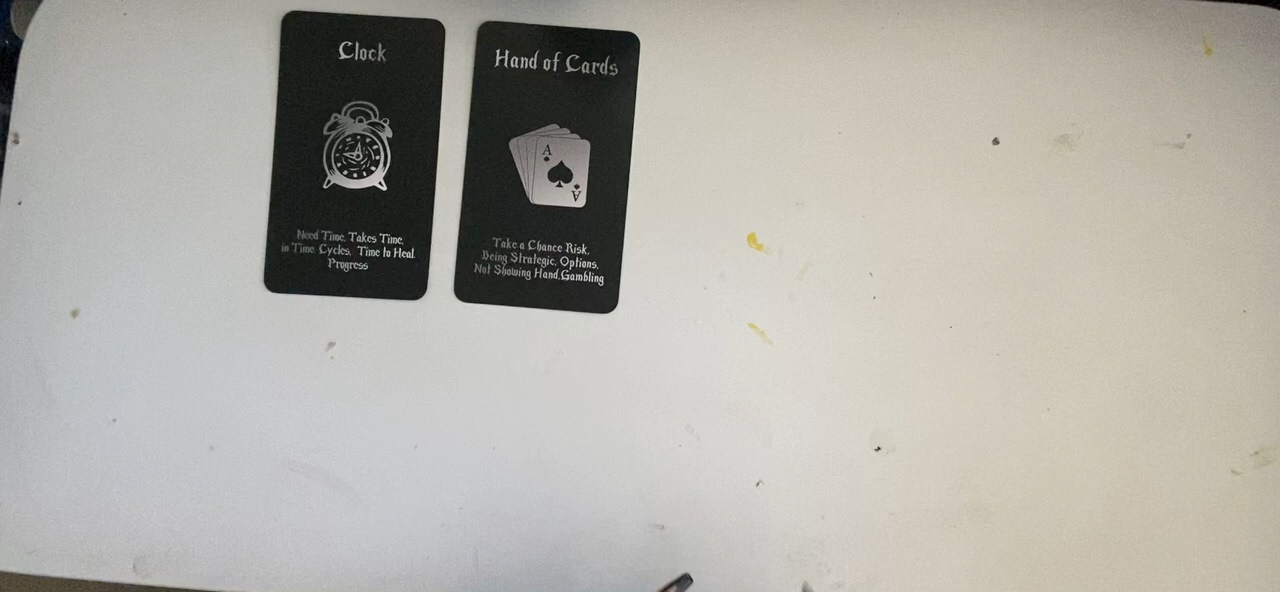 Clock
Need Time, Takes Time,
in Time Cycles, Time to Heal
Progress
Hand of Cards
A
A
Take a Chance Risk,
Being Strategic, Options,
Not Showing Hand,Gambling